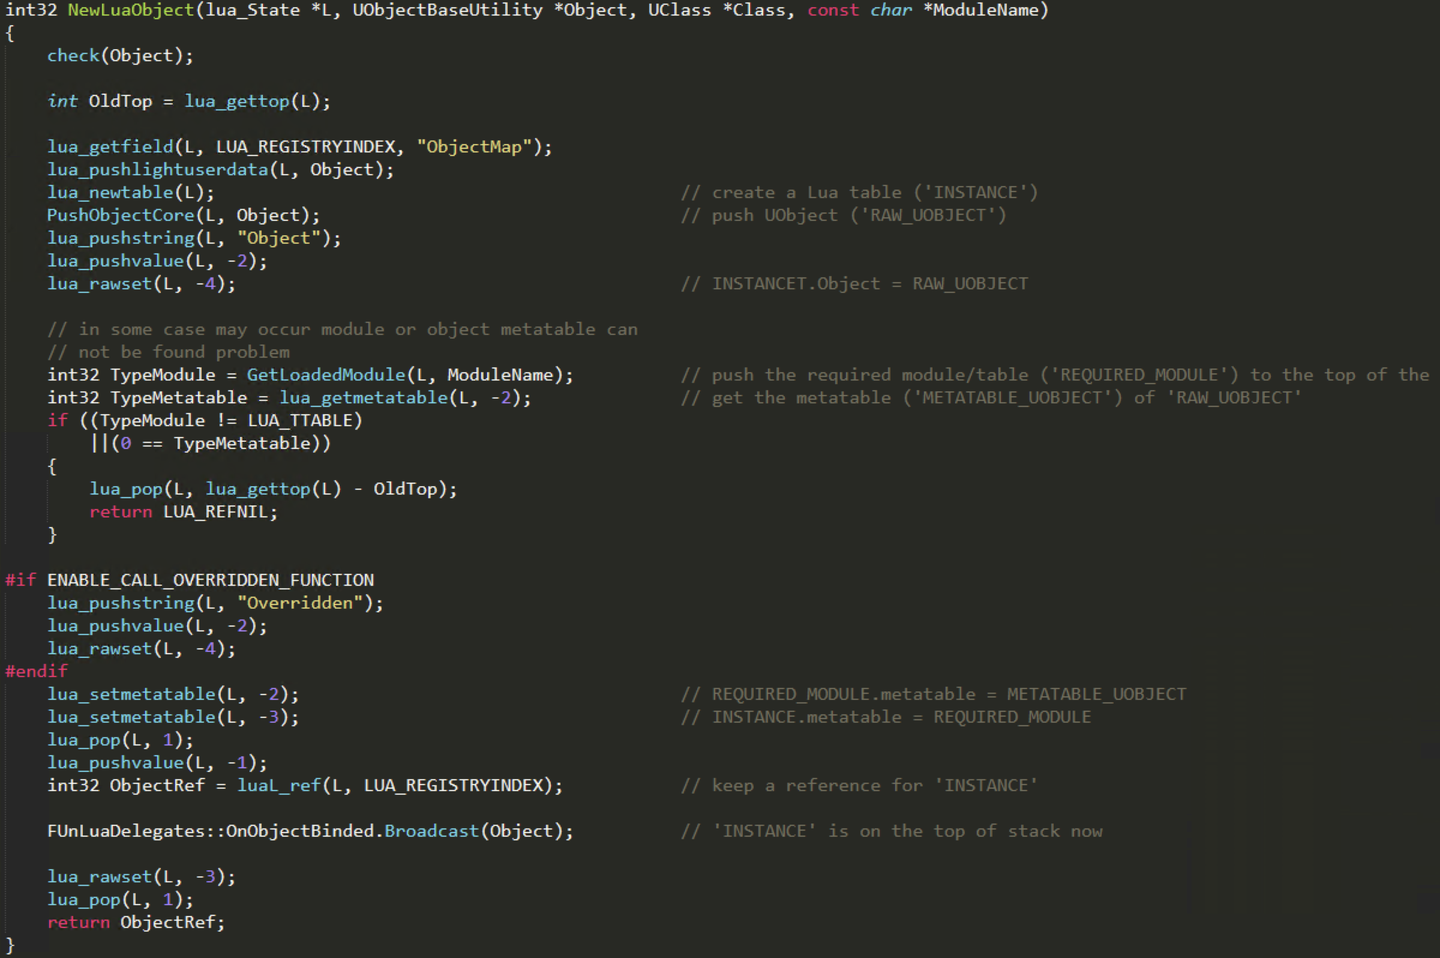 int32 NewLuaObject(lua_State *L, UObjectBaseUtility *Object, UClass *Class, const char *ModuleName)
{
    check(Object);

    int OldTop = lua_gettop(L);

    lua_getfield(L, LUA_REGISTRYINDEX, "ObjectMap");
    lua_pushlightuserdata(L, Object);
    lua_newtable(L);                                            // create a Lua table ('INSTANCE')
    PushObjectCore(L, Object);                                  // push UObject ('RAW_UOBJECT')
    lua_pushstring(L, "Object");
    lua_pushvalue(L, -2);
    lua_rawset(L, -4);                                          // INSTANCET.Object = RAW_UOBJECT

    // in some case may occur module or object metatable can
    // not be found problem
    int32 TypeModule = GetLoadedModule(L, ModuleName);          // push the required module/table ('REQUIRED_MODULE') to the top of the
    int32 TypeMetatable = lua_getmetatable(L, -2);              // get the metatable ('METATABLE_UOBJECT') of 'RAW_UOBJECT'
    if ((TypeModule != LUA_TTABLE)
        ||(0 == TypeMetatable))
    {
        lua_pop(L, lua_gettop(L) - OldTop);
        return LUA_REFNIL;
    }

#if ENABLE_CALL_OVERRIDDEN_FUNCTION
    lua_pushstring(L, "Overridden");
    lua_pushvalue(L, -2);
    lua_rawset(L, -4);
#endif
    lua_setmetatable(L, -2);                                    // REQUIRED_MODULE.metatable = METATABLE_UOBJECT
    lua_setmetatable(L, -3);                                    // INSTANCE.metatable = REQUIRED_MODULE
    lua_pop(L, 1);
    lua_pushvalue(L, -1);
    int32 ObjectRef = luaL_ref(L, LUA_REGISTRYINDEX);           // keep a reference for 'INSTANCE'

    FUnLuaDelegates::OnObjectBinded.Broadcast(Object);          // 'INSTANCE' is on the top of stack now

    lua_rawset(L, -3);
    lua_pop(L, 1);
    return ObjectRef;
}